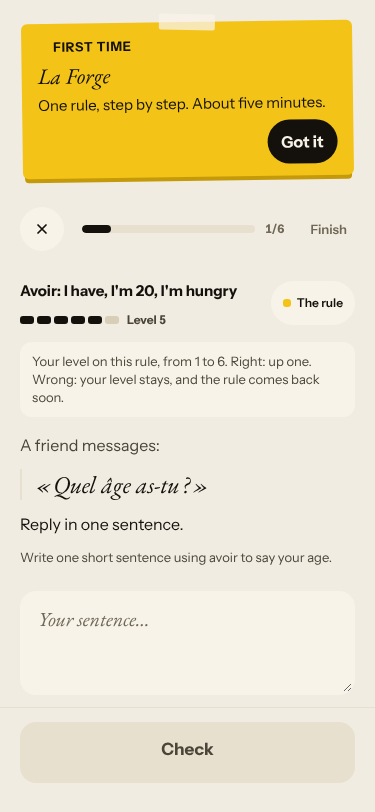 FIRST TIME
La Forge
One rule, step by step. About five minutes.
Got it
1/6
Finish
Avoir: I have, I'm 20, I'm hungry
Level 5
The rule
Your level on this rule, from 1 to 6. Right: up one.
Wrong: your level stays, and the rule comes back
soon.
A friend messages:
« Quel âge as-tu ? »
Reply in one sentence.
Write one short sentence using avoir to say your age.
Your sentence...
Check